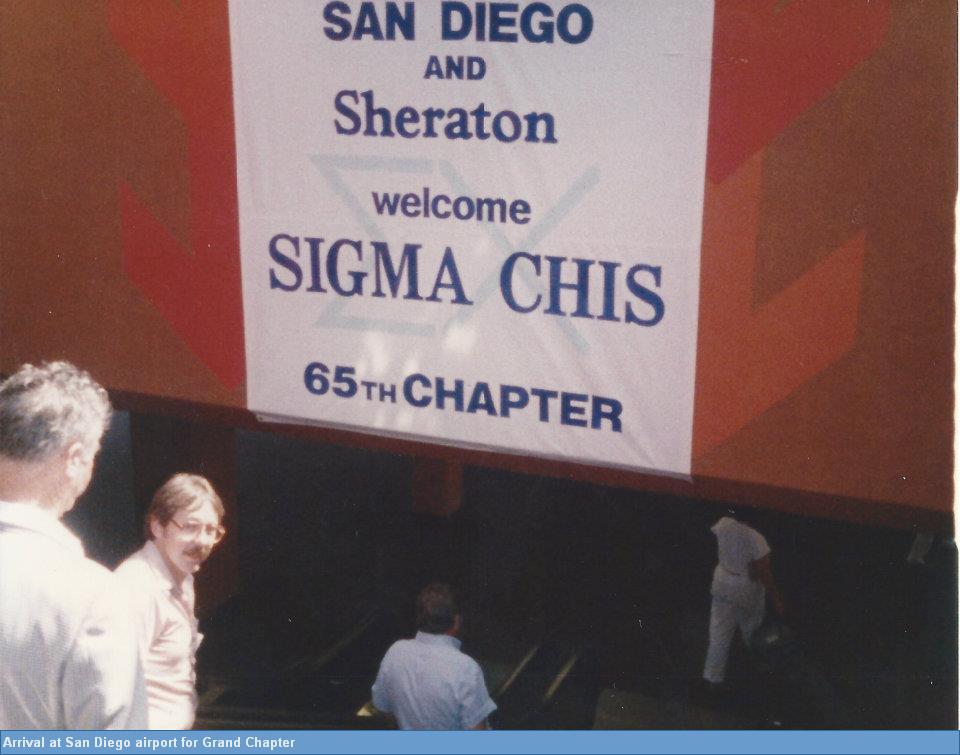 SAN DIEGO
AND
Sheraton
welcome
SIGMA CHIS
65TH CHAPTER
Arrival at San Diego airport for Grand Chapter